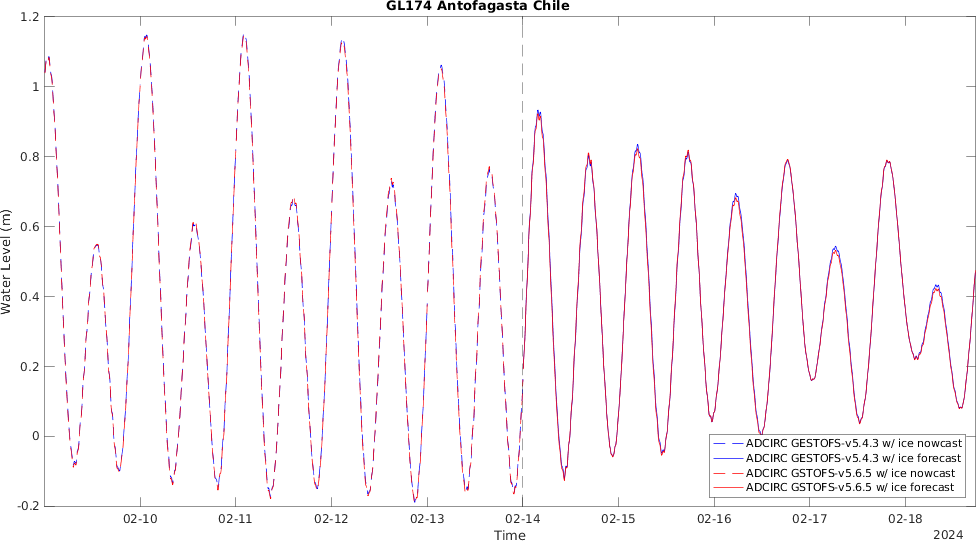 GL174 Antofagasta Chile
1.2
1
0.8
0.6
0.4
0.2
0
-0.2
Water Level (m)
02-10
02-11
02-12
02-13
02-14
02-15
02-16
02-17
02-18
Time
2024
ADCIRC GESTOFS-v5.4.3 w/ ice nowcast
ADCIRC GESTOFS-v5.4.3 w/ ice forecast
ADCIRC GSTOFS-v5.6.5 w/ ice nowcast
ADCIRC GSTOFS-v5.6.5 w/ ice forecast